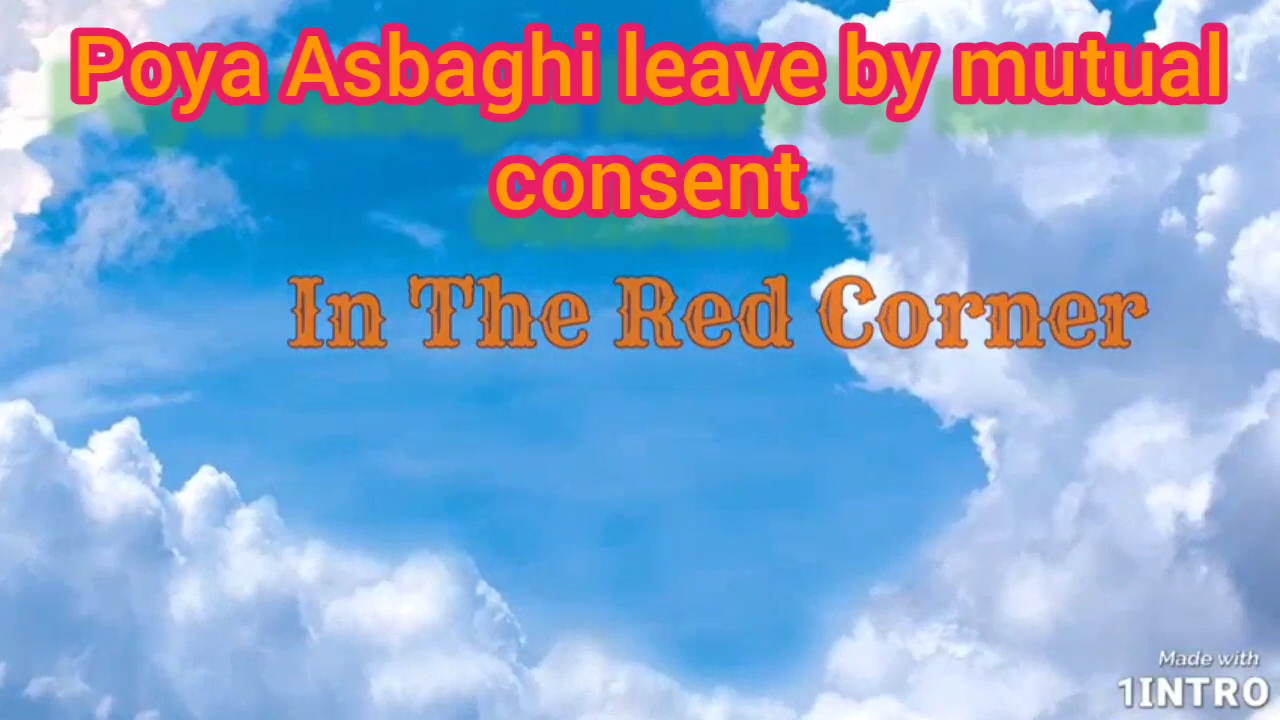 Poya Asbaghi leave by mutual
consent
In The Red Corner
Made with
1INTRO